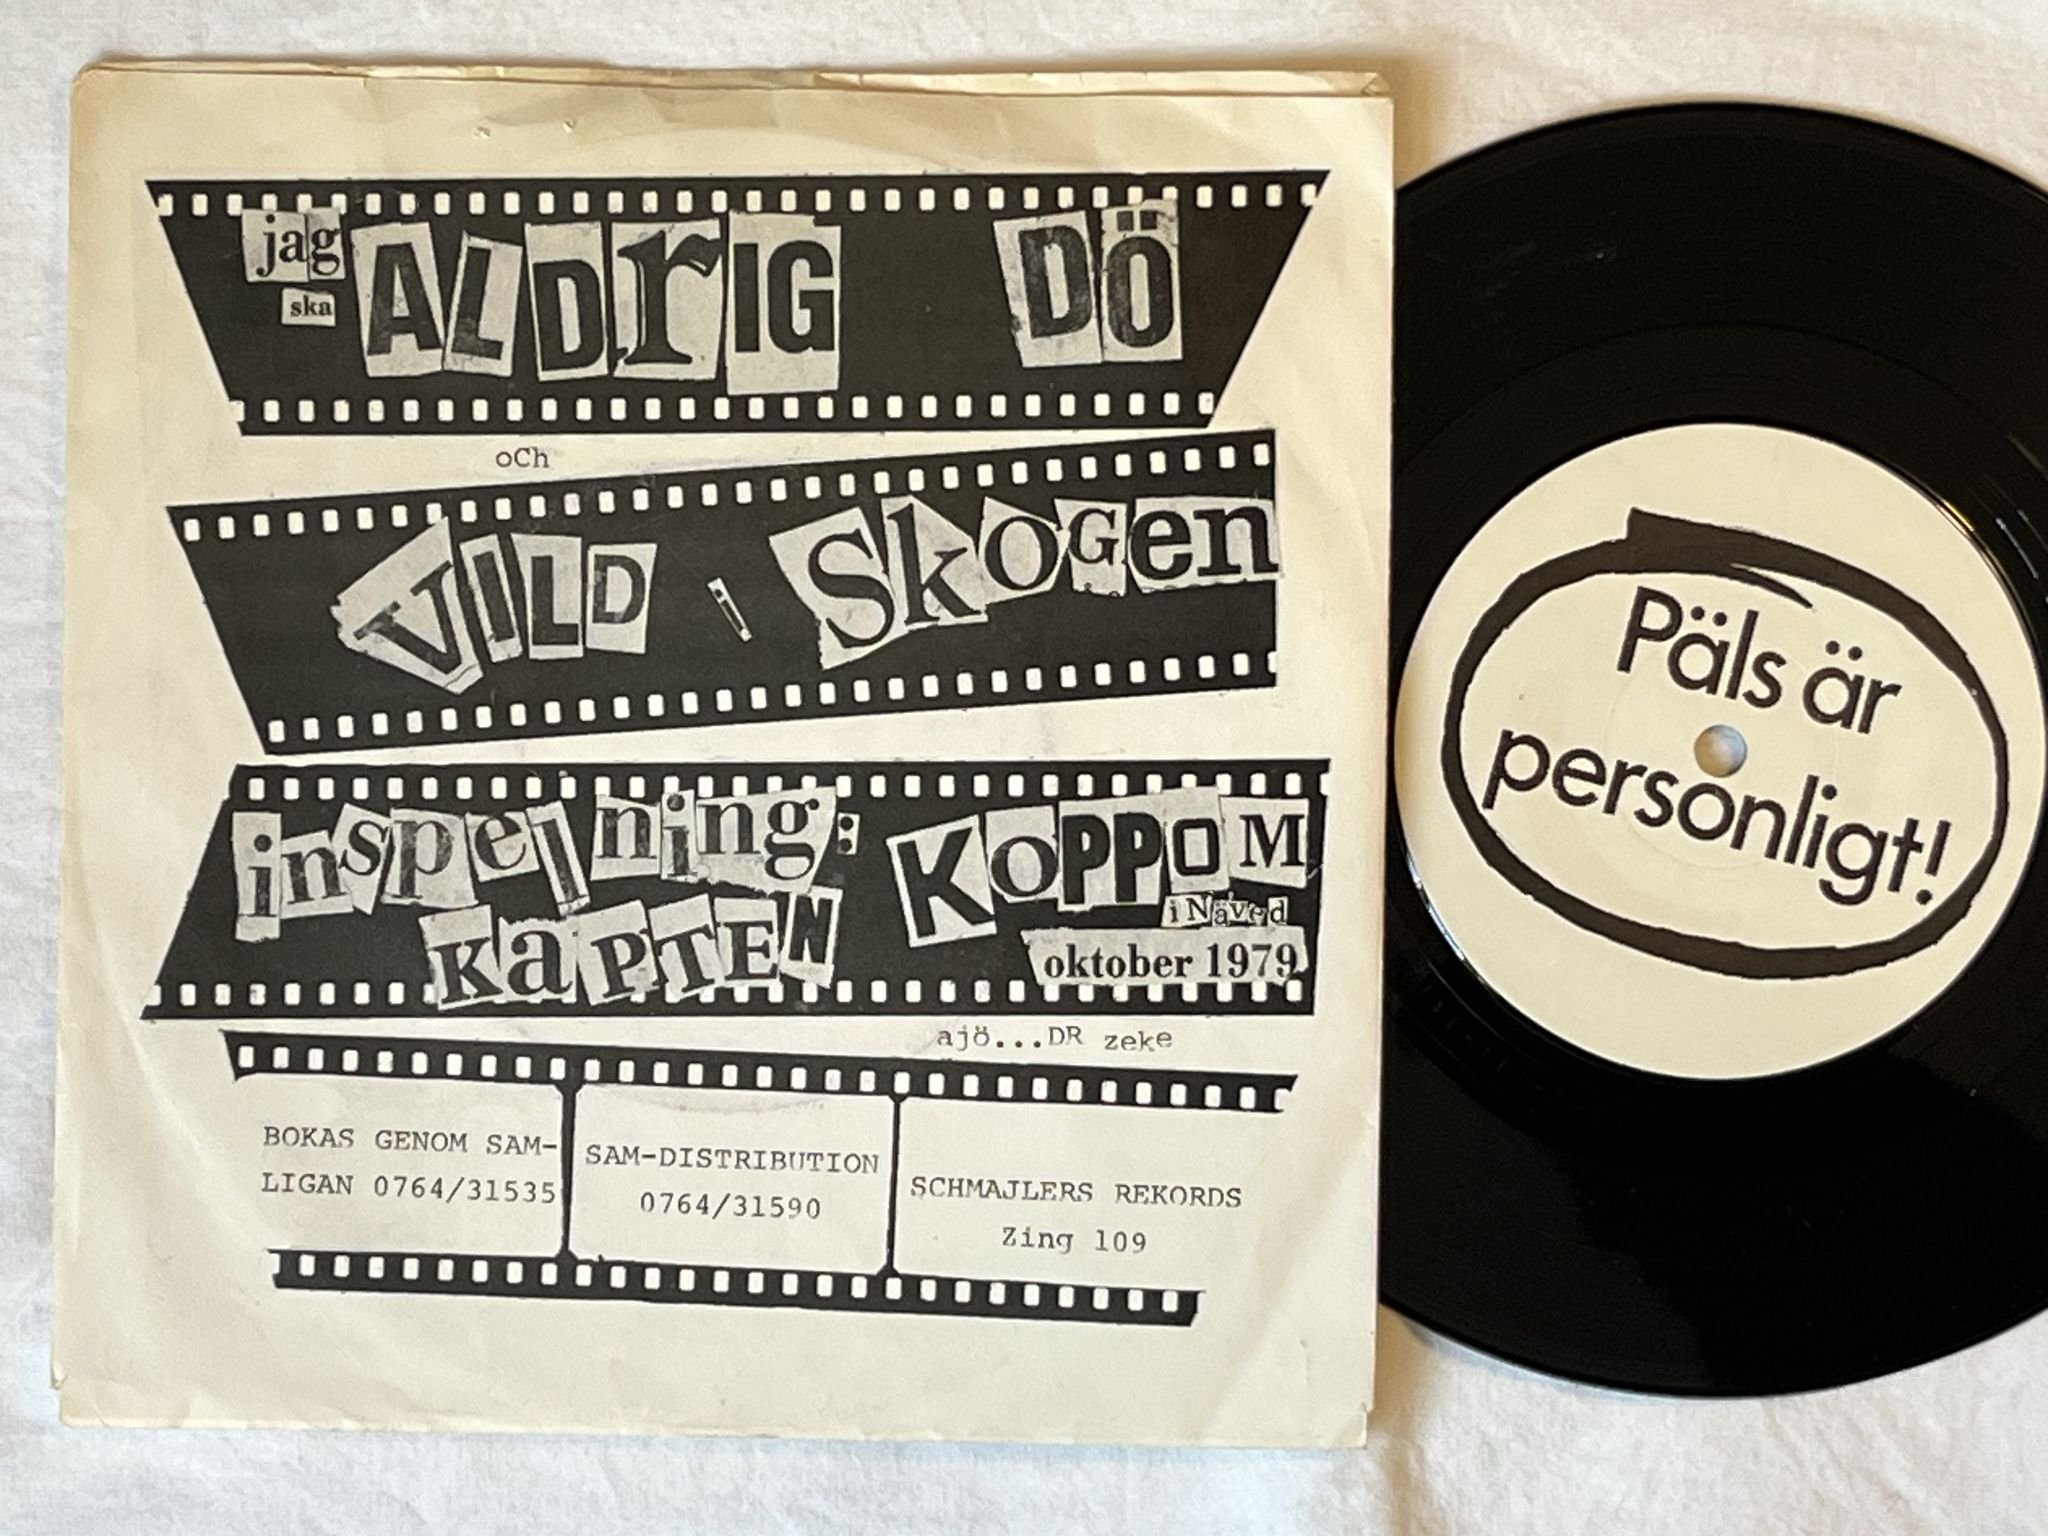 jag
ska
ALDrIG DÖ
oCh
VILD i SkOGen
inspelning: KOPPOM
i Näved
KaPTEN
oktober 1979
ajö...DR zeke
BOKAS GENOM SAM-
LIGAN 0764/31535
SAM-DISTRIBUTION
0764/31590
SCHMAJLERS REKORDS
Zing 109
Päls är
personligt!